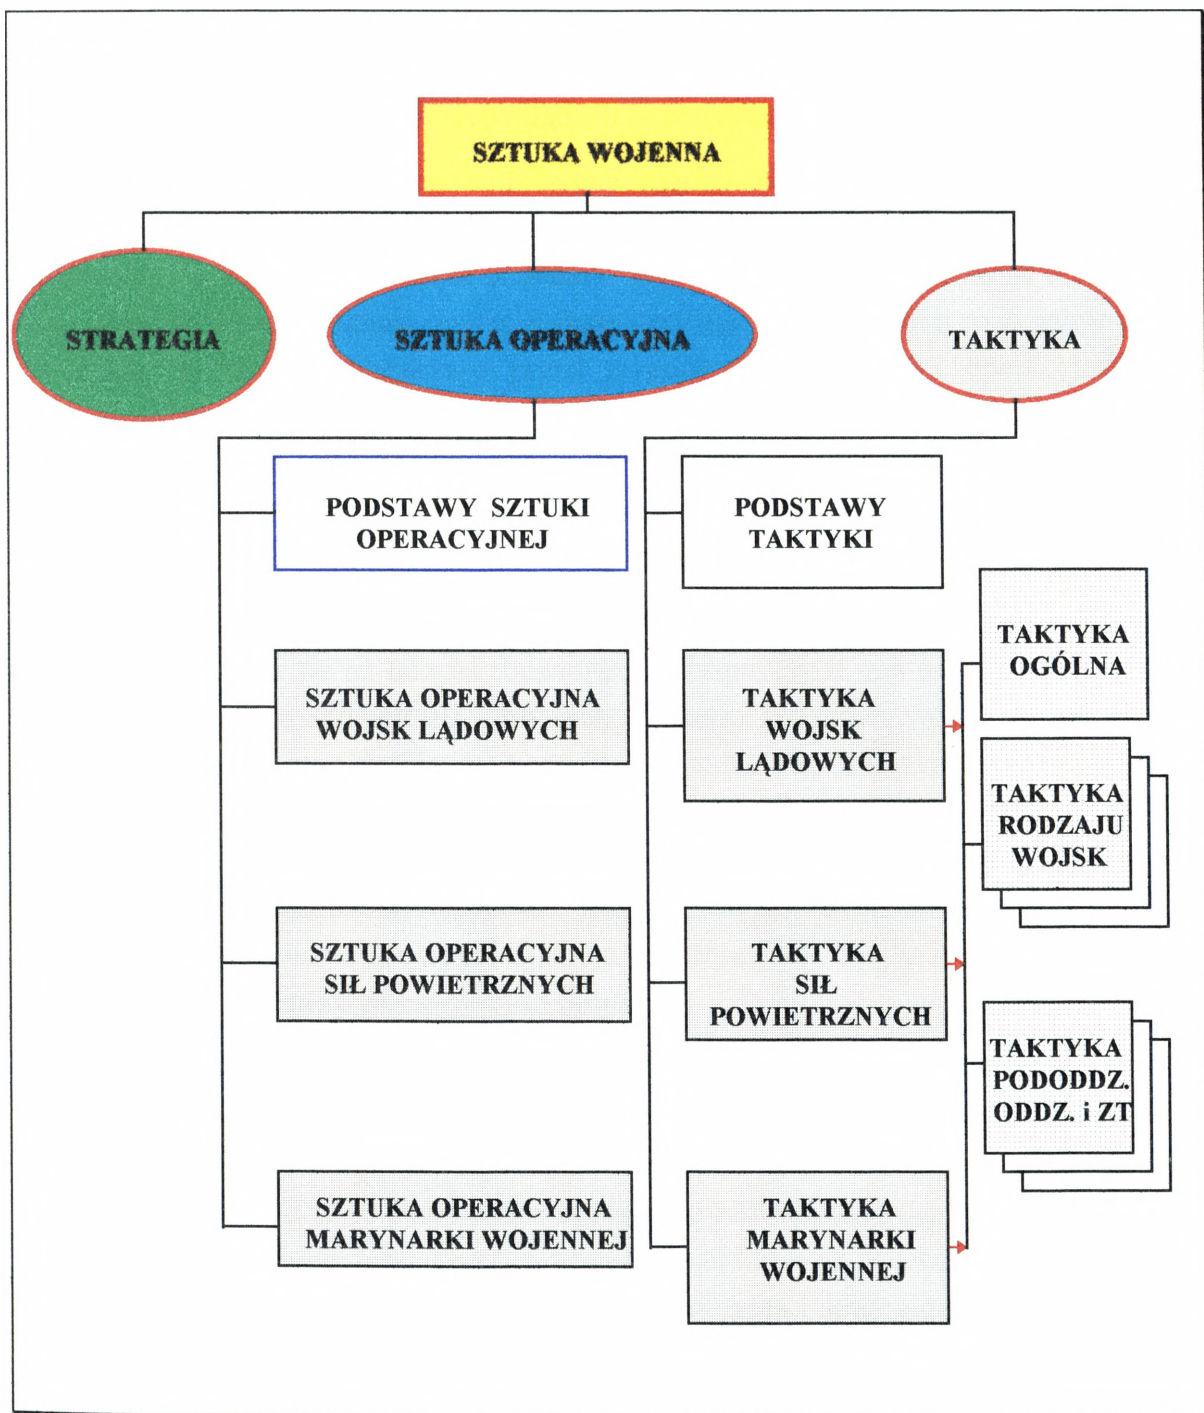 SZTUKA WOJENNA
STRATEGIA
SZTUKA OPERACYJNA
TAKTYKA
PODSTAWY SZTUKI
OPERACYJNEJ
SZTUKA OPERACYJNA
WOJSK LĄDOWYCH
SZTUKA OPERACYJNA
SIŁ POWIETRZNYCH
SZTUKA OPERACYJNA
MARYNARKI WOJENNEJ
PODSTAWY
TAKTYKI
TAKTYKA
WOJSK
LĄDOWYCH
TAKTYKA
SIŁ
POWIETRZNYCH
TAKTYKA
MARYNARKI
WOJENNEJ
TAKTYKA
OGÓLNA
TAKTYKA
RODZAJU
WOJSK
TAKTYKA
PODODDZ.
ODDZ. i ZT